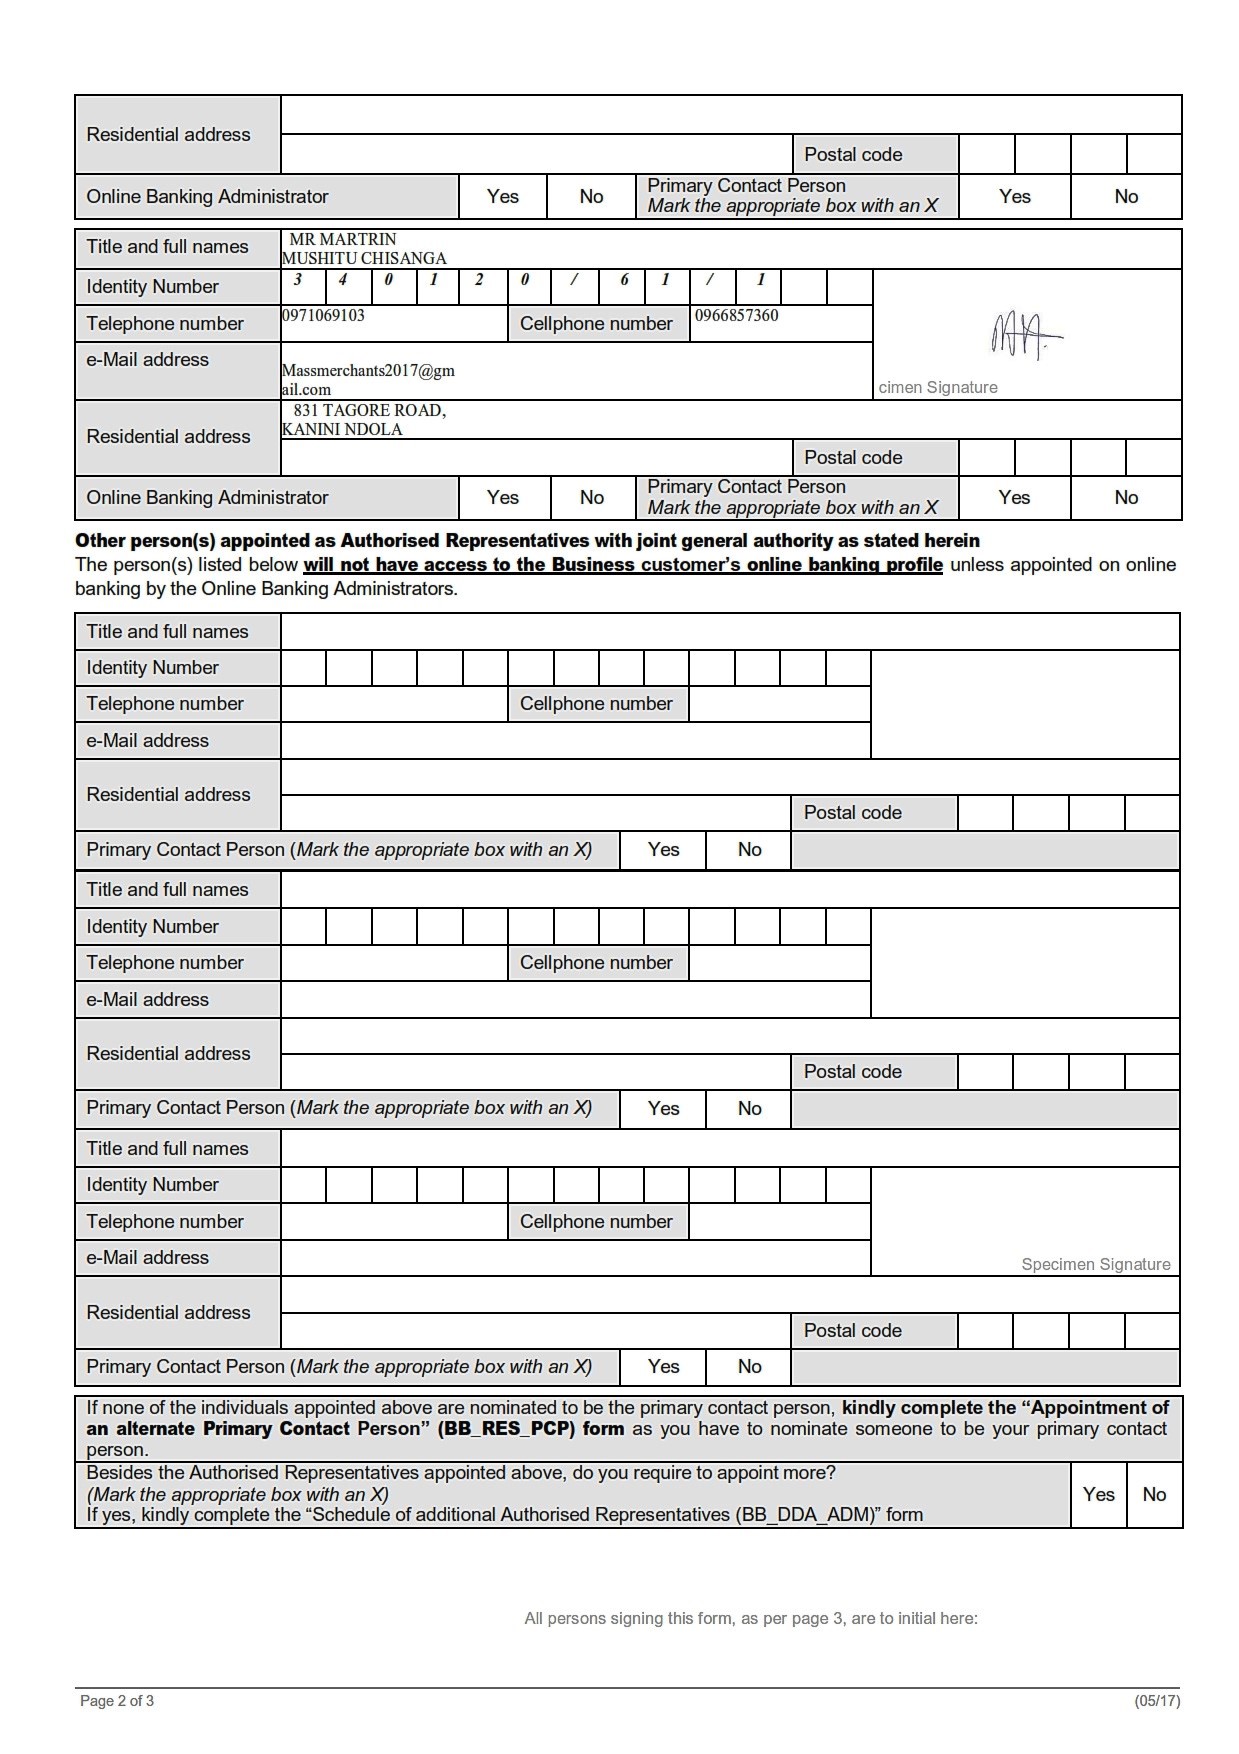 Residential address
Postal code
Online Banking Administrator Yes No Primary Contact Person
Mark the appropriate box with an X Yes No
Title and full names MR MARTRIN
MUSHITU CHISANGA
Identity Number 3 4 0 1 2 0 / 6 1 / 1
Telephone number 0971069103 Cellphone number 0966857360
e-Mail address
Massmerchants2017@gm
ail.com
cimen Signature
Residential address 831 TAGORE ROAD,
KANINI NDOLA
Postal code
Online Banking Administrator Yes No Primary Contact Person
Mark the appropriate box with an X Yes No
Other person(s) appointed as Authorised Representatives with joint general authority as stated herein
The person(s) listed below will not have access to the Business customer's online banking profile unless appointed on online
banking by the Online Banking Administrators.
Title and full names
Identity Number
Telephone number Cellphone number
e-Mail address
Residential address
Postal code
Primary Contact Person (Mark the appropriate box with an X) Yes No
Title and full names
Identity Number
Telephone number Cellphone number
e-Mail address
Residential address
Postal code
Primary Contact Person (Mark the appropriate box with an X) Yes No
Title and full names
Identity Number
Telephone number Cellphone number
e-Mail address
Specimen Signature
Residential address
Postal code
Primary Contact Person (Mark the appropriate box with an X) Yes No
If none of the individuals appointed above are nominated to be the primary contact person, kindly complete the “Appointment of
an alternate Primary Contact Person” (BB_RES_PCP) form as you have to nominate someone to be your primary contact
person.
Besides the Authorised Representatives appointed above, do you require to appoint more?
(Mark the appropriate box with an X) Yes No
If yes, kindly complete the “Schedule of additional Authorised Representatives (BB_DDA_ADM)” form
All persons signing this form, as per page 3, are to initial here:
Page 2 of 3 (05/17)